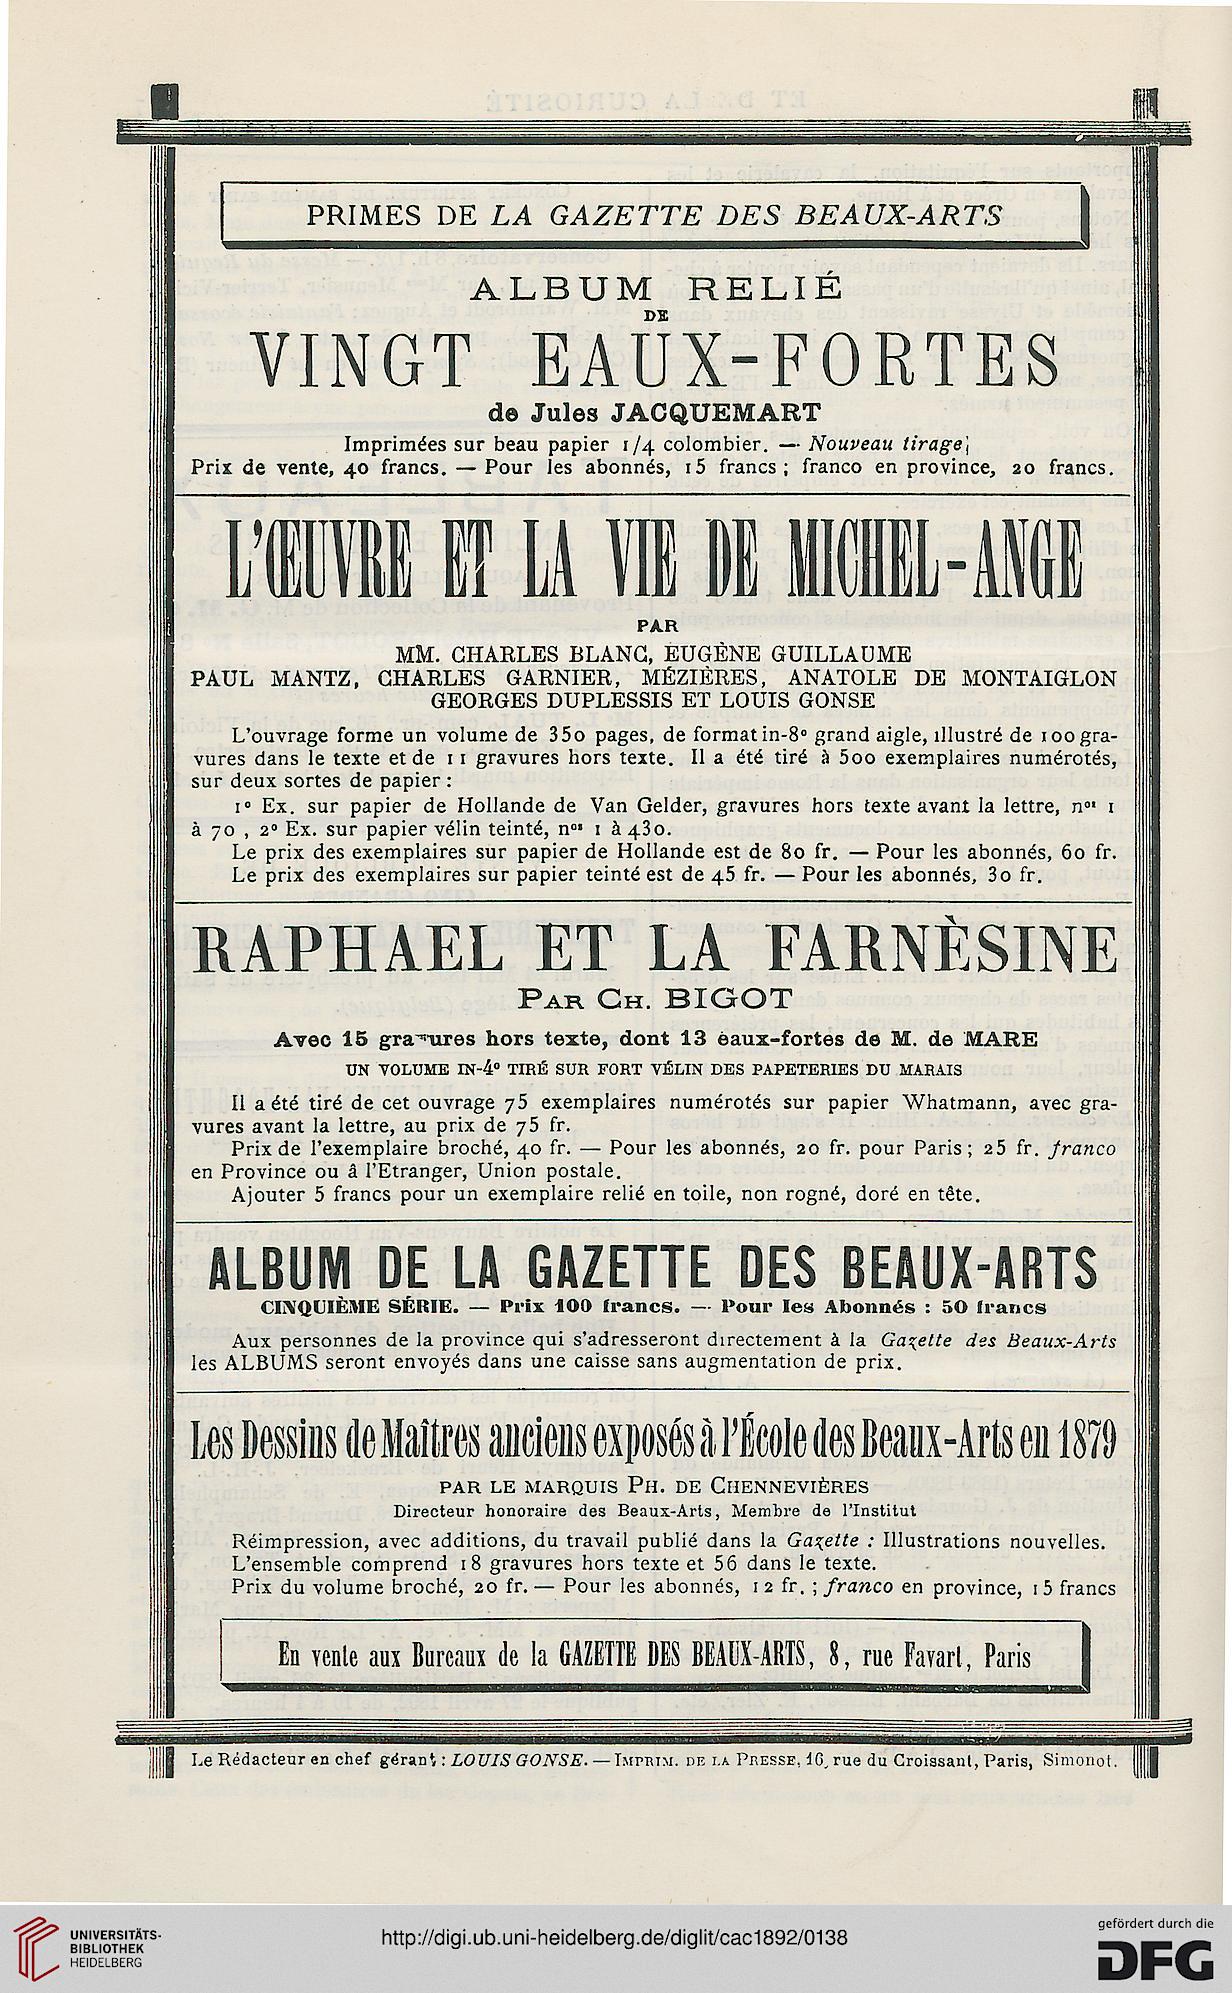 PRIMES DE LA GAZETTE DES BEAUX-ARTS
ALBUM RELIÉ
DE
VINGT EAUX-FORTES
de Jules JACQUEMART
Imprimées sur beau papier 1/4 colombier. — Nouveau tirage
Prix de vente, 40 francs. — Pour les abonnés, 15 francs ; franco en province, 20 francs.
L'ŒUVRE ET LA VIE DE MICHEL-ANGE
PAR
MM. CHARLES BLANC, EUGÈNE GUILLAUME
PAUL MANTZ, CHARLES GARNIER, MÉZIÈRES, ANATOLE DE MONTAIGLON
GEORGES DUPLESSIS ET LOUIS GONSE
L'ouvrage forme un volume de 350 pages, de format in-8º grand aigle, illustré de 100 gra-
vures dans le texte et de 11 gravures hors texte. Il a été tiré à 500 exemplaires numérotés,
sur deux sortes de papier :
1º Ex. sur papier de Hollande de Van Gelder, gravures hors texte avant la lettre, nos 1
à 70 , 2º Ex. sur papier vélin teinté, nos 1 à 430.
Le prix des exemplaires sur papier de Hollande est de 80 fr. — Pour les abonnés, 60 fr.
Le prix des exemplaires sur papier teinté est de 45 fr. — Pour les abonnés, 30 fr.
RAPHAEL ET LA FARNÈSINE
PAR CH. BIGOT
Avec 15 gravures hors texte, dont 13 eaux-fortes de M. de MARE
UN VOLUME IN-4º TIRÉ SUR FORT VÉLIN DES PAPETERIES DU MARAIS
Il a été tiré de cet ouvrage 75 exemplaires numérotés sur papier Whatmann, avec gra-
vures avant la lettre, au prix de 75 fr.
Prix de l'exemplaire broché, 40 fr. — Pour les abonnés, 20 fr. pour Paris ; 25 fr. franco
en Province ou â l'Etranger, Union postale.
Ajouter 5 francs pour un exemplaire relié en toile, non rogné, doré en tête.
ALBUM DE LA GAZETTE DES BEAUX-ARTS
CINQUIÈME SÉRIE. — Prix 100 francs. — Pour les Abonnés : 50 francs
Aux personnes de la province qui s'adresseront directement à la Gazette des Beaux-Arts
les ALBUMS seront envoyés dans une caisse sans augmentation de prix.
Les Dessins de Maîtres anciens exposés à l'École des Beaux-Arts en 1879
PAR LE MARQUIS PH. DE CHENNEVIÈRES
Directeur honoraire des Beaux-Arts, Membre de l'Institut
Réimpression, avec additions, du travail publié dans la Gazette : Illustrations nouvelles.
L'ensemble comprend 18 gravures hors texte et 56 dans le texte.
Prix du volume broché, 20 fr. — Pour les abonnés, 12 fr. ; franco en province, 15 francs
En vente aux Bureaux de la GAZETTE DES BEAUX-ARTS, 8, rue Favart, Paris
Le Rédacteur en chef gérant : LOUIS GONSE. — IMPRIM. DE LA PRESSE, 16, rue du Croissant, Paris, Simonot.
UNIVERSITÄTS-
BIBLIOTHEK
HEIDELBERG
http://digi.ub.uni-heidelberg.de/diglit/cac1892/0138
gefördert durch die
DFG